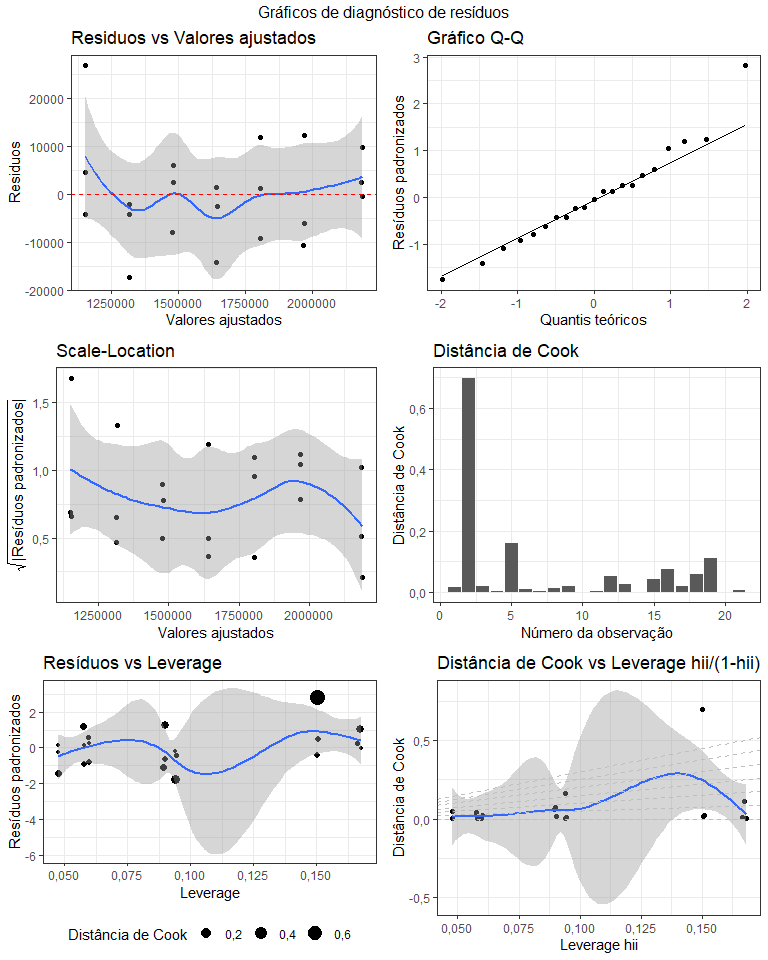 Gráficos de diagnóstico de resíduos
Residuos vs Valores ajustados
Resíduos
20000
10000
0
-10000
-20000
1250000 1500000 1750000 2000000
Valores ajustados
Gráfico Q-Q
Resíduos padronizados
3
2
1
0
-1
-2 -1 0 1 2
Quantis teóricos
Scale-Location
√|Resíduos padronizados|
1,5
1,0
0,5
1250000 1500000 1750000 2000000
Valores ajustados
Distância de Cook
Distância de Cook
0,6
0,4
0,2
0,0
0 5 10 15 20
Número da observação
Resíduos vs Leverage
Resíduos padronizados
2
0
-2
-4
-6
0,050 0,075 0,100 0,125 0,150
Leverage
Distância de Cook 0,2 0,4 0,6
Distância de Cook vs Leverage hii/(1-hii)
Distância de Cook
0,5
0,0
-0,5
0,050 0,075 0,100 0,125 0,150
Leverage hii